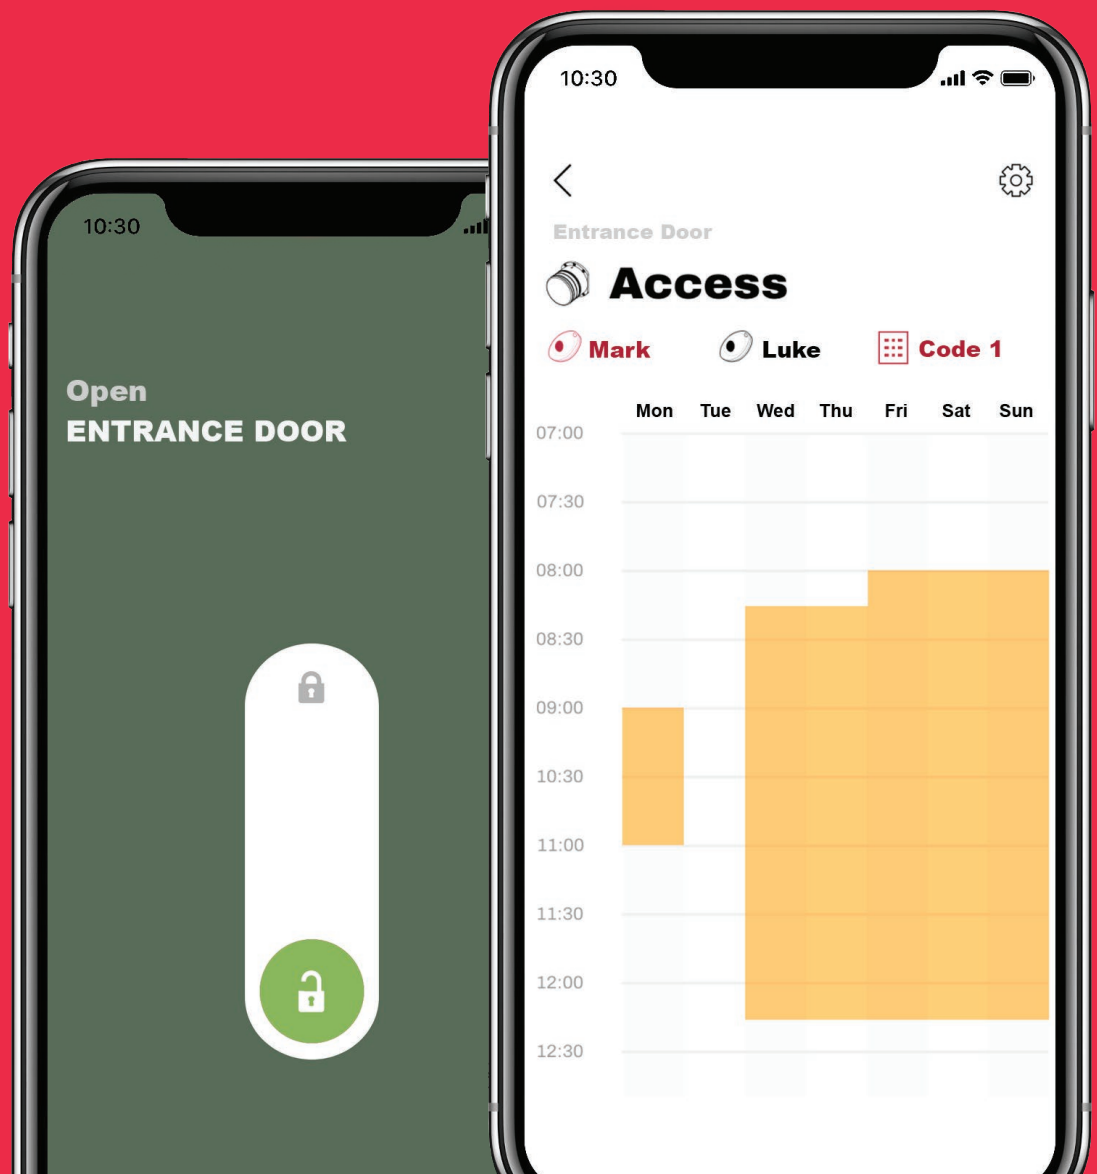 10:30
Open
ENTRANCE DOOR
10:30
Entrance Door
Access
Mark Luke Code 1
Mon Tue Wed Thu Fri Sat Sun
07:00
07:30
08:00
08:30
09:00
10:30
11:00
11:30
12:00
12:30